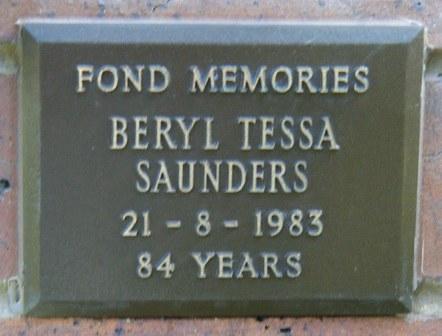 FOND MEMORIES
BERYL TESSA
SAUNDERS
21 - 8 - 1983
84 YEARS